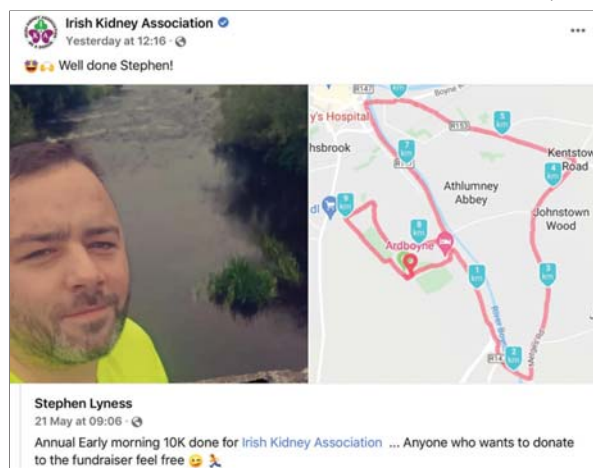 Irish Kidney Association
Yesterday at 12:16 ·
Well done Stephen!
R147
y's Hospital
hsbrook
R153
5
km
7
km
4
km
Kentstown
Road
Athlumney
Abbey
Johnstown
Wood
9
km
dl
8
km
Ardboyne
1
km
3
km
2
km
Stephen Lyness
21 May at 09:06 ·
Annual Early morning 10K done for Irish Kidney Association ... Anyone who wants to donate
to the fundraiser feel free